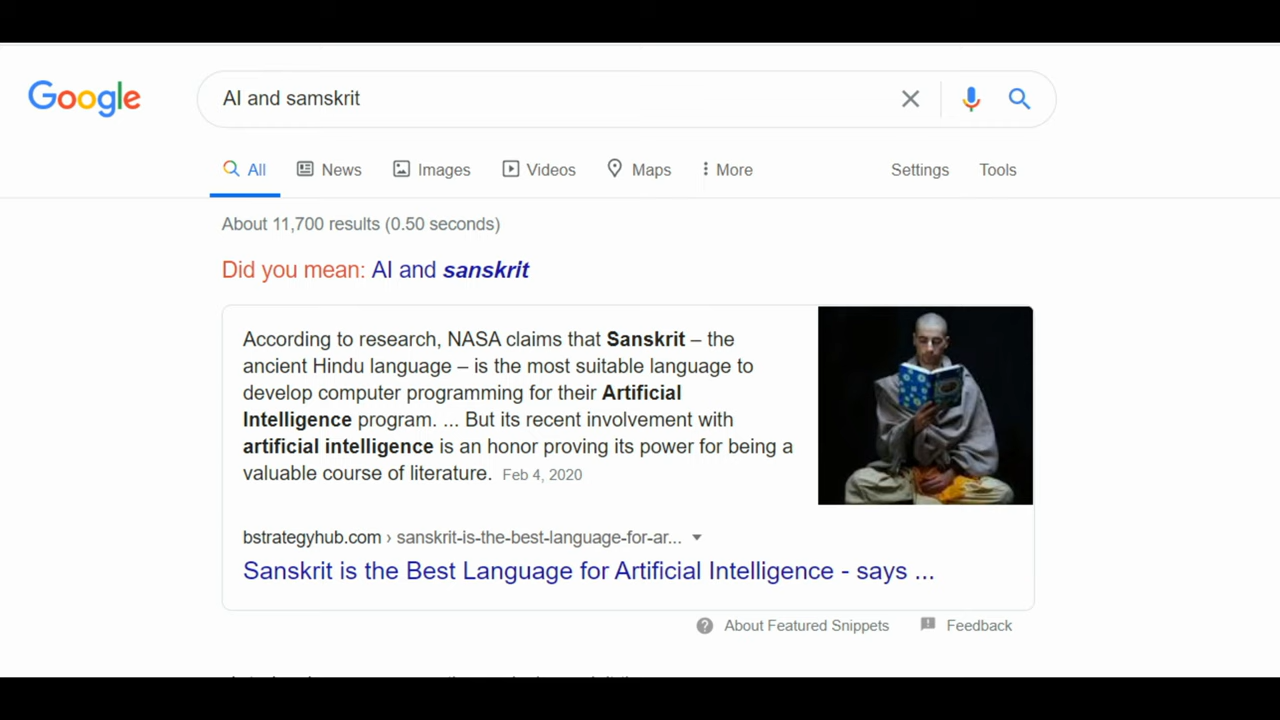 Google
AI and samskrit
All News Images Videos Maps More Settings Tools
About 11,700 results (0.50 seconds)
Did you mean: AI and sanskrit
According to research, NASA claims that Sanskrit – the
ancient Hindu language – is the most suitable language to
develop computer programming for their Artificial
Intelligence program. ... But its recent involvement with
artificial intelligence is an honor proving its power for being a
valuable course of literature. Feb 4, 2020
bstrategyhub.com › sanskrit-is-the-best-language-for-ar...
Sanskrit is the Best Language for Artificial Intelligence - says ...
About Featured Snippets Feedback